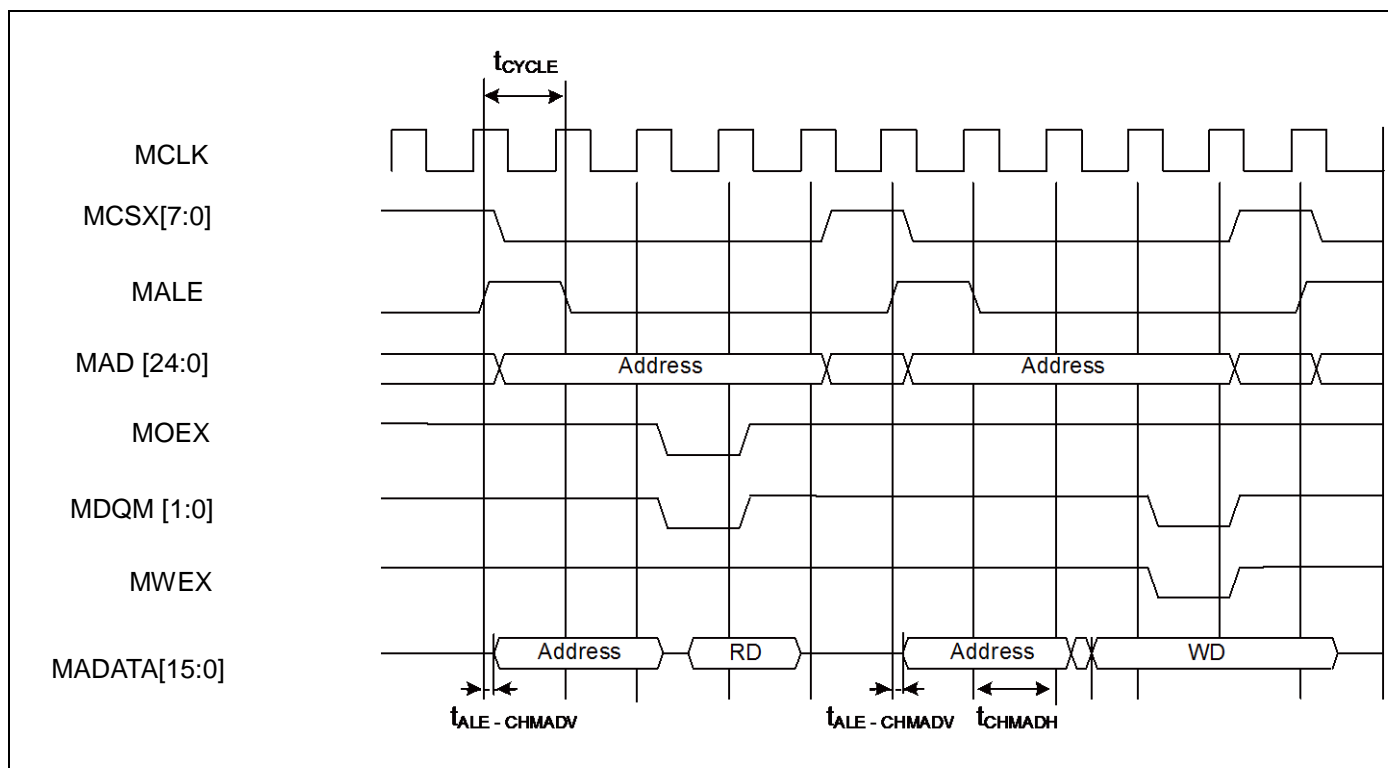 tCYCLE
MCLK
MCSX[7:0]
MALE
MAD [24:0]
Address
Address
MOEX
MDQM [1:0]
MWEX
MADATA[15:0]
Address
RD
Address
WD
tALE - CHMADV
tALE - CHMADV
tCHMADH